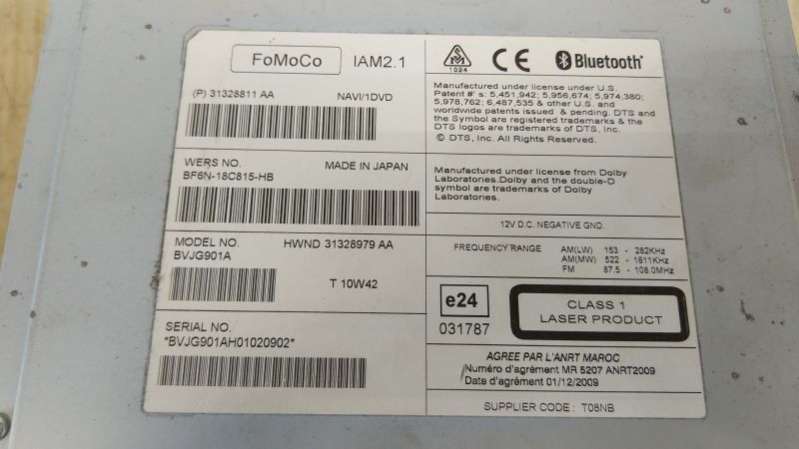 FoMoCo IAM2.1
(P) 31328811 AA NAVI/1DVD
WERS NO. MADE IN JAPAN
BF6N-18C815-HB
MODEL NO. HWND 31328979 AA
BVJG901A
T 10W42
SERIAL NO.
*BVJG901AH01020902*
1024
CE Bluetooth
Manufactured under license under U.S.
Patent #'s: 5,451,942; 5,956,674; 5,974,380;
5,978,762; 6,487,535 & other U.S. and
worldwide patents issued & pending. DTS and
the Symbol are registered trademarks & the
DTS logos are trademarks of DTS, Inc.
© DTS, Inc. All Rights Reserved.
Manufactured under license from Dolby
Laboratories.Dolby and the double-D
symbol are trademarks of Dolby
Laboratories.
12V D.C. NEGATIVE GND.
FREQUENCY RANGE AM(LW) 153 - 282KHz
AM(MW) 522 - 1611KHz
FM 87.5 - 108.0MHz
e24
031787
CLASS 1
LASER PRODUCT
AGREE PAR L'ANRT MAROC
Numéro d'agrément MR 5207 ANRT2009
Date d'agrément 01/12/2009
SUPPLIER CODE : T08NB